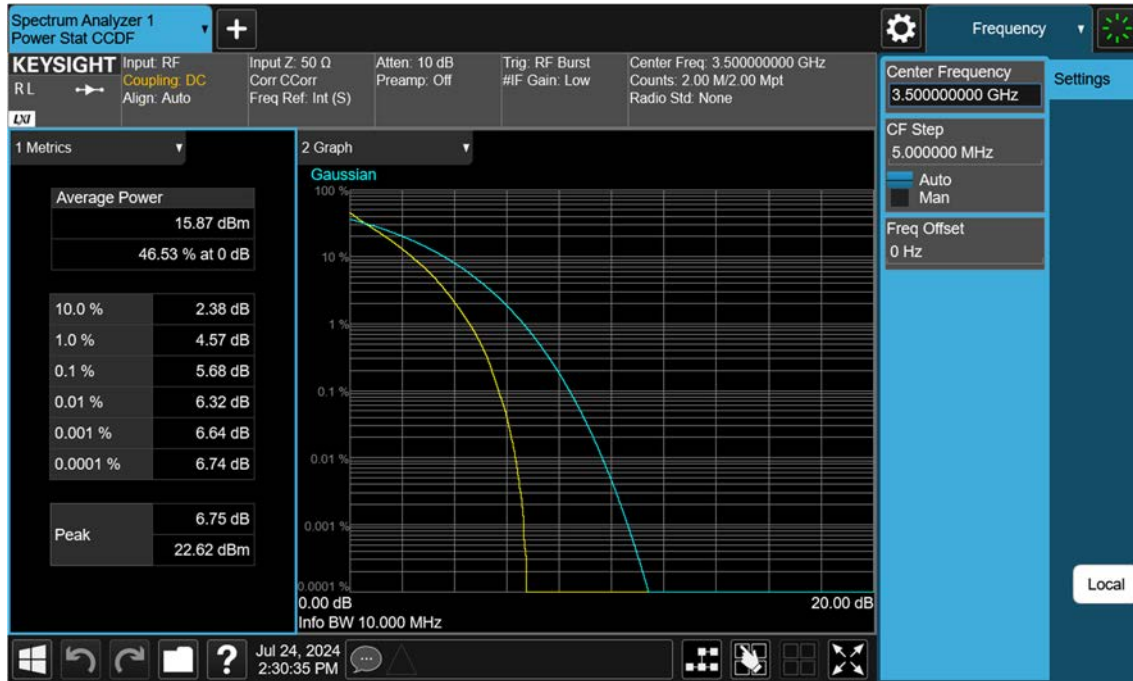 Spectrum Analyzer 1
Power Stat CCDF
Frequency
KEYSIGHT
R L
LXI
Input: RF
Coupling: DC
Align: Auto
Input Z: 50 Ω
Corr CCorr
Freq Ref: Int (S)
Atten: 10 dB
Preamp: Off
Trig: RF Burst
#IF Gain: Low
Center Freq: 3.500000000 GHz
Counts: 2.00 M/2.00 Mpt
Radio Std: None
Center Frequency
3.500000000 GHz
Settings
CF Step
5.000000 MHz
Auto
Man
Freq Offset
0 Hz
Local
1 Metrics
Average Power
15.87 dBm
46.53 % at 0 dB
10.0 % 2.38 dB
1.0 % 4.57 dB
0.1 % 5.68 dB
0.01 % 6.32 dB
0.001 % 6.64 dB
0.0001 % 6.74 dB
Peak
6.75 dB
22.62 dBm
2 Graph
Gaussian
100 %
10 %
1 %
0.1 %
0.01 %
0.001 %
0.0001 %
0.00 dB
20.00 dB
Info BW 10.000 MHz
?
Jul 24, 2024
2:30:35 PM